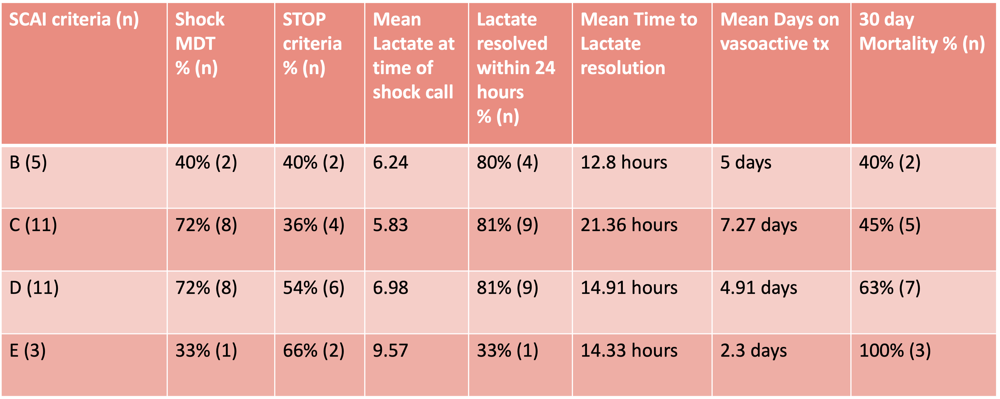 SCAI criteria (n)
Shock
MDT
% (n)
STOP
criteria
% (n)
Mean
Lactate at
time of
shock call
Lactate
resolved
within 24
hours
% (n)
Mean Time to
Lactate
resolution
Mean Days on
vasoactive tx
30 day
Mortality % (n)
B (5)
40% (2)
40% (2)
6.24
80% (4)
12.8 hours
5 days
40% (2)
C (11)
72% (8)
36% (4)
5.83
81% (9)
21.36 hours
7.27 days
45% (5)
D (11)
72% (8)
54% (6)
6.98
81% (9)
14.91 hours
4.91 days
63% (7)
E (3)
33% (1)
66% (2)
9.57
33% (1)
14.33 hours
2.3 days
100% (3)